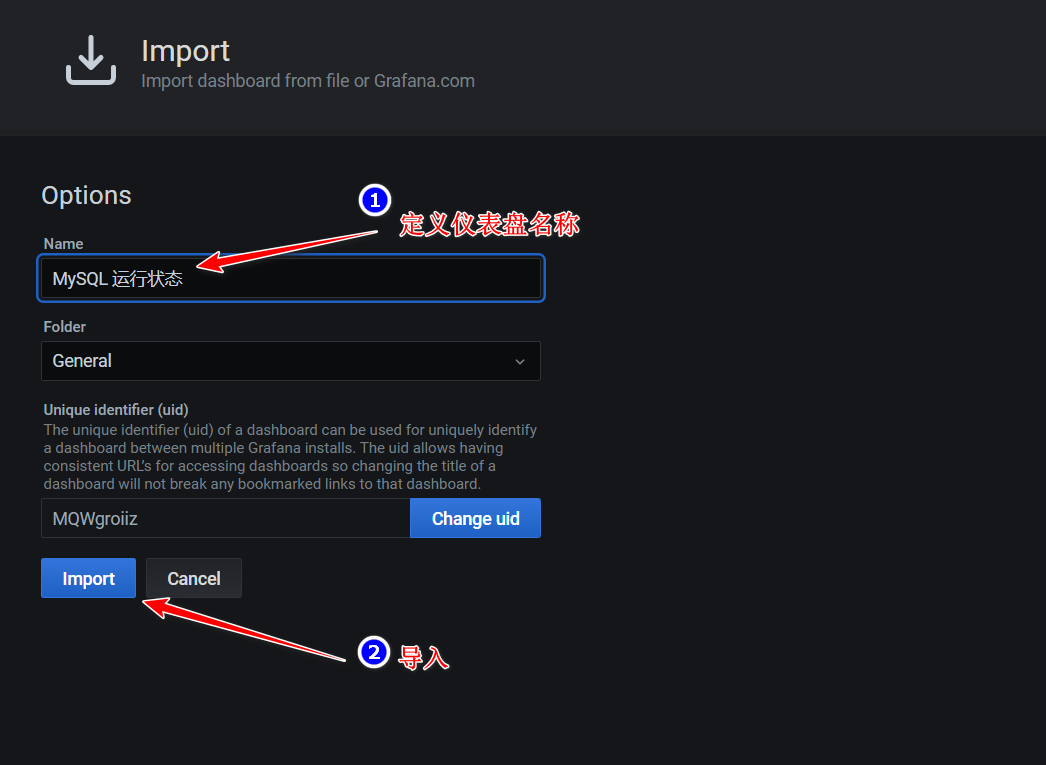 Import
Import dashboard from file or Grafana.com
Options
1
定义仪表盘名称
Name
MySQL 运行状态
Folder
General
Unique identifier (uid)
The unique identifier (uid) of a dashboard can be used for uniquely identify
a dashboard between multiple Grafana installs. The uid allows having
consistent URL's for accessing dashboards so changing the title of a
dashboard will not break any bookmarked links to that dashboard.
MQWgroiiz
Change uid
Import
Cancel
2
导入